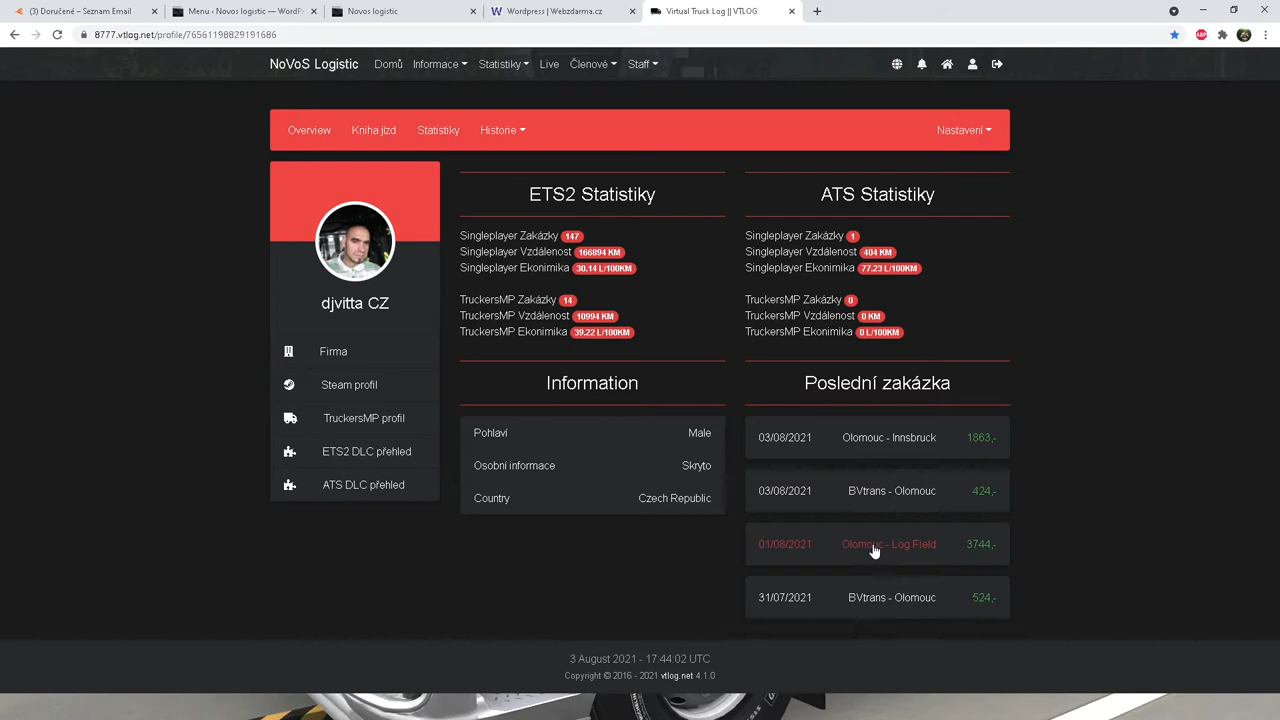 (3) Doručené – Seznam Email
Menu ‹ Novos logistic — WordPr
Novos logistic
Wordpress | Webzdarma.cz
Virtual Truck Log || VTLOG
8777.vtlog.net/profile/76561198829191686
NoVoS Logistic
Domů
Informace
Statistiky
Live
Členové
Staff
Overview
Kniha jízd
Statistiky
Historie
Nastavení
djvitta CZ
Firma
Steam profil
TruckersMP profil
ETS2 DLC přehled
ATS DLC přehled
ETS2 Statistiky
Singleplayer Zakázky 147
Singleplayer Vzdálenost 166894 KM
Singleplayer Ekonimika 30.14 L/100KM
TruckersMP Zakázky 14
TruckersMP Vzdálenost 10994 KM
TruckersMP Ekonimika 39.22 L/100KM
ATS Statistiky
Singleplayer Zakázky 1
Singleplayer Vzdálenost 404 KM
Singleplayer Ekonimika 77.23 L/100KM
TruckersMP Zakázky 0
TruckersMP Vzdálenost 0 KM
TruckersMP Ekonimika 0 L/100KM
Information
Pohlaví Male
Osobní informace Skryto
Country Czech Republic
Poslední zakázka
03/08/2021 Olomouc - Innsbruck 1863,-
03/08/2021 BVtrans - Olomouc 424,-
01/08/2021 Olomouc - Log Field 3744,-
31/07/2021 BVtrans - Olomouc 524,-
3 August 2021 - 17:44:02 UTC
Copyright © 2016 - 2021 vtlog.net 4.1.0